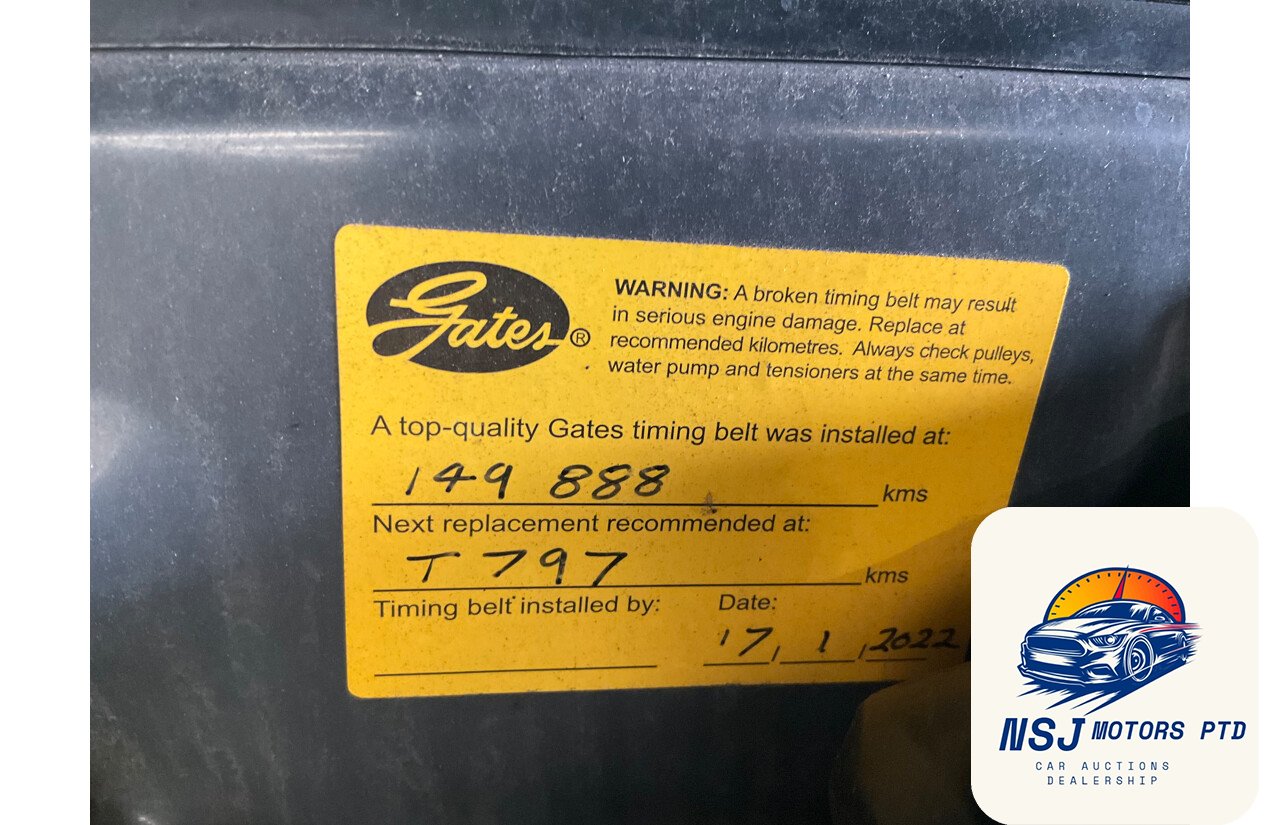 Gates®
WARNING: A broken timing belt may result
in serious engine damage. Replace at
recommended kilometres. Always check pulleys,
water pump and tensioners at the same time.
A top-quality Gates timing belt was installed at:
149 888 kms
Next replacement recommended at:
T 797 kms
Timing belt installed by: Date:
17, 1, 2022
NSJ MOTORS PTD
CAR AUCTIONS
DEALERSHIP